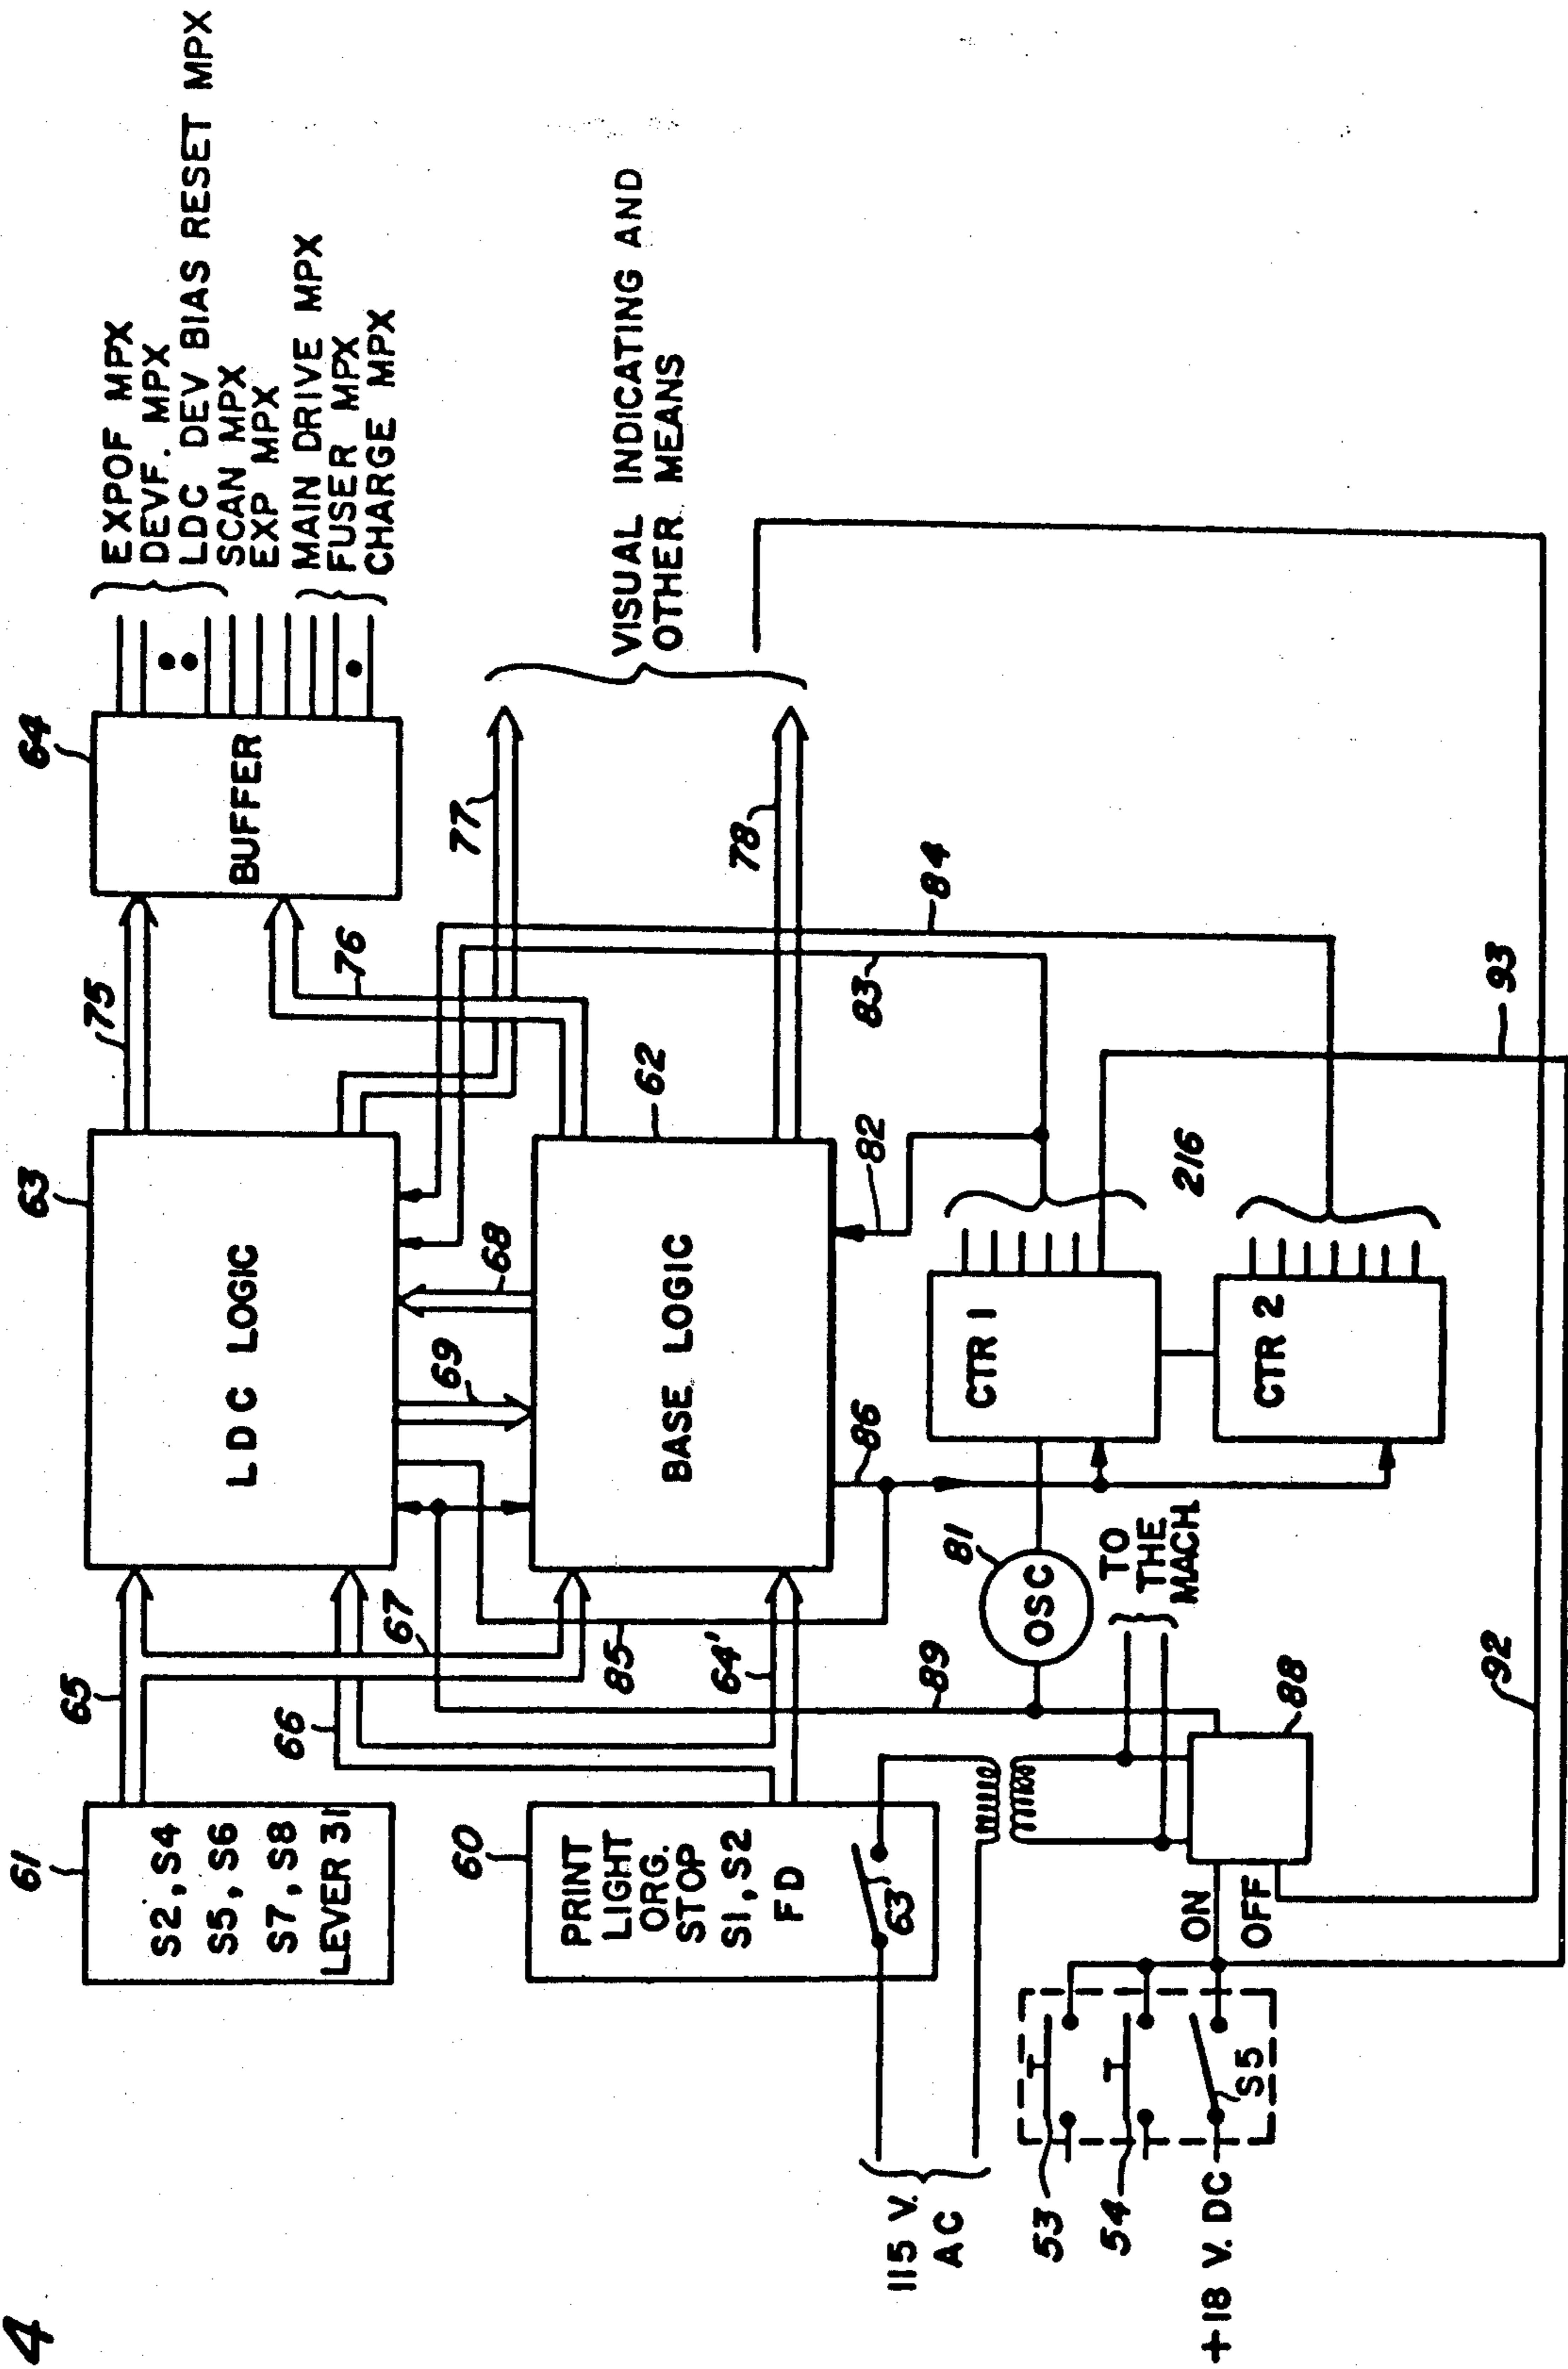 4
61
S2, S4
S5, S6
S7, S8
LEVER 31
65
66
67
63
LDC LOGIC
75
64
BUFFER
EXPOF MPX
DEVF. MPX
LDC DEV BIAS RESET MPX
SCAN MPX
EXP MPX
MAIN DRIVE MPX
FUSER MPX
CHARGE MPX
76
77
69
68
60
PRINT
LIGHT
ORG.
STOP
S1, S2
FD
63
85
64'
89
BASE LOGIC
62
78
VISUAL INDICATING AND
OTHER MEANS
86
82
83
84
115 V.
AC
81
OSC
TO
THE
MACH.
CTR 1
216
CTR 2
93
53
54
S5
+18 V. DC
ON
OFF
88
92